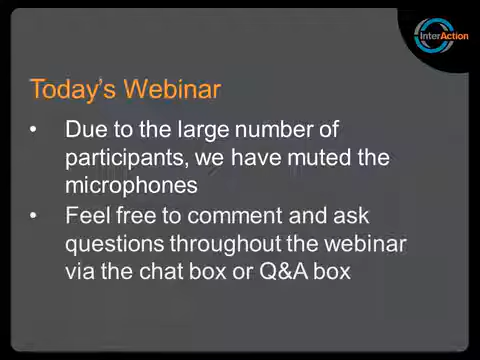 InterAction
Today's Webinar
• Due to the large number of
participants, we have muted the
microphones
• Feel free to comment and ask
questions throughout the webinar
via the chat box or Q&A box